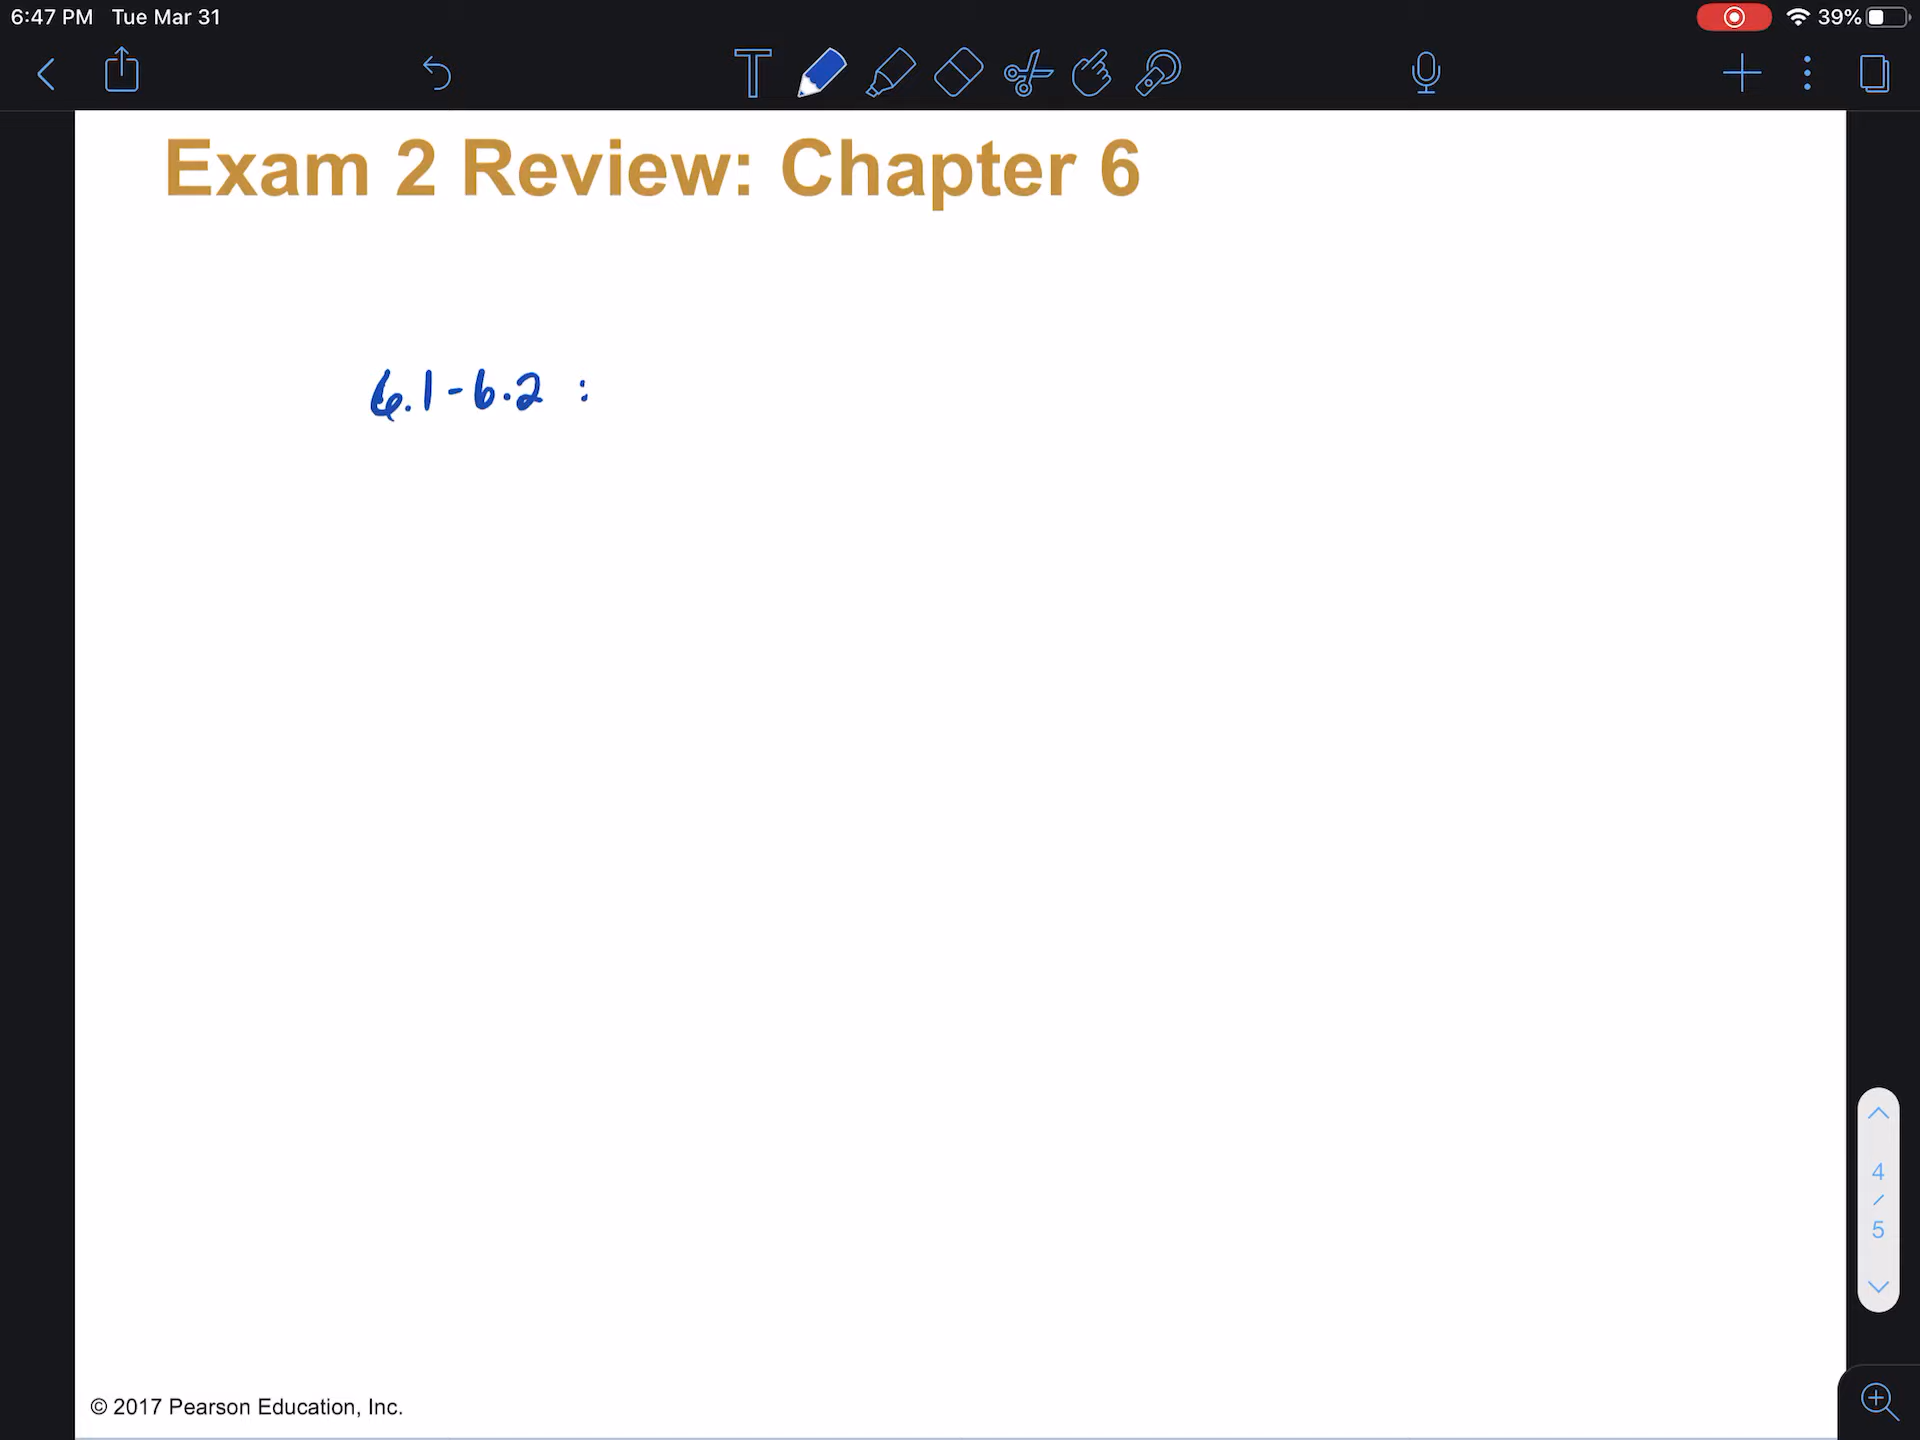 6:47 PM Tue Mar 31
39%
T
Exam 2 Review: Chapter 6
6.1-6.2 :
4
/
5
© 2017 Pearson Education, Inc.